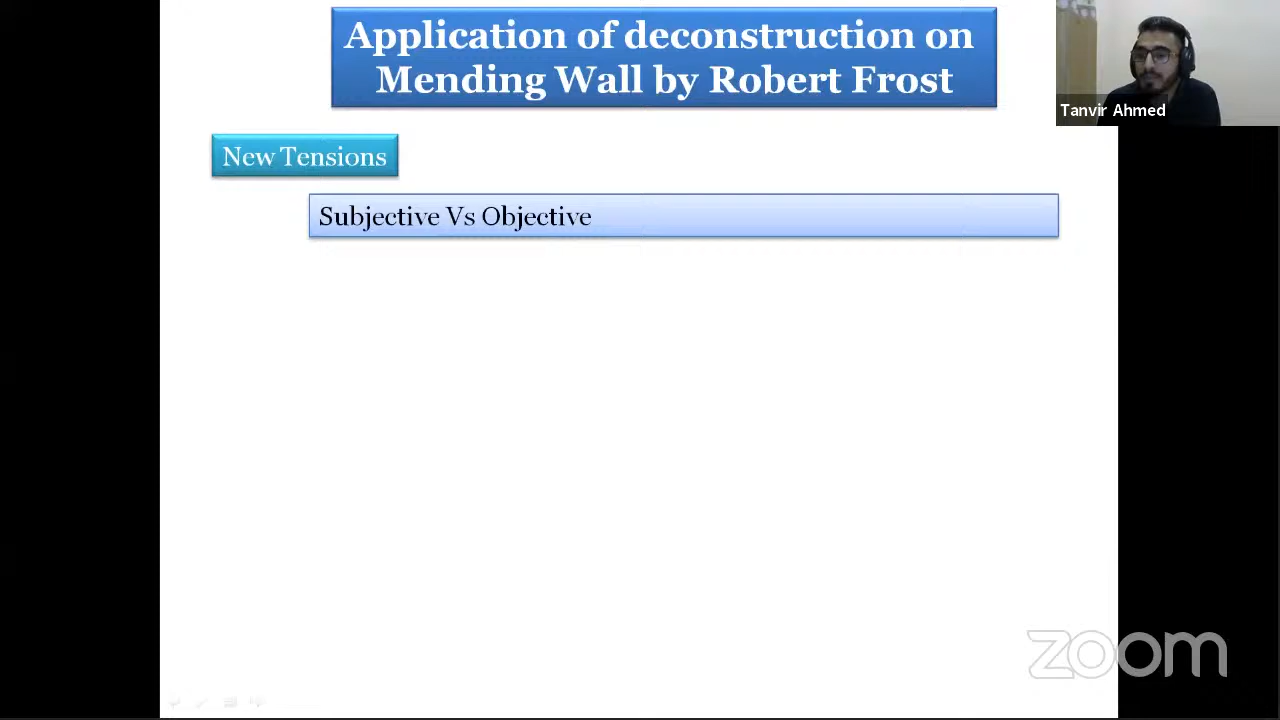 Application of deconstruction on
Mending Wall by Robert Frost
Tanvir Ahmed
New Tensions
Subjective Vs Objective
zoom